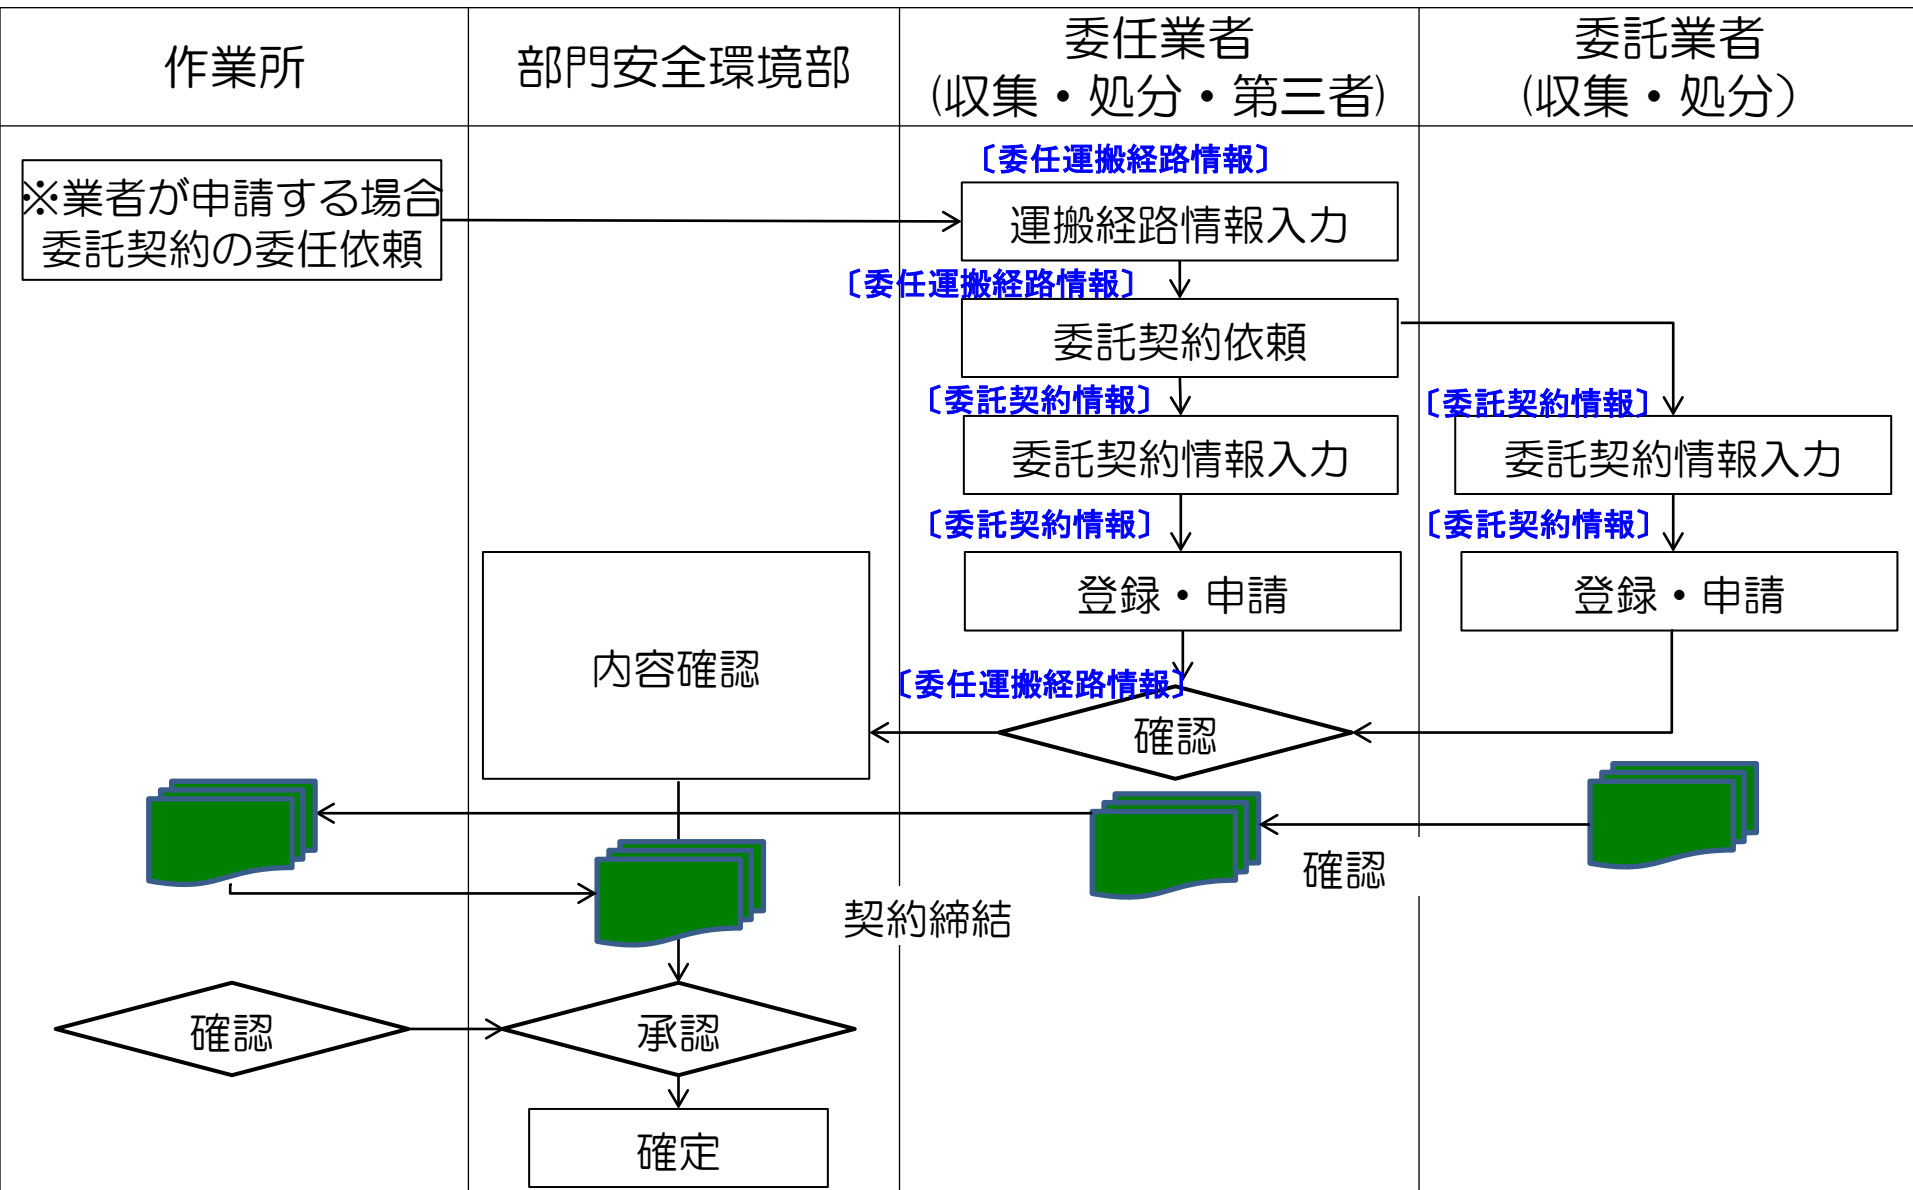 作業所
部門安全環境部
委任業者
(収集・処分・第三者)
委託業者
(収集・処分）
※業者が申請する場合
委託契約の委任依頼
〔委任運搬経路情報〕
運搬経路情報入力
〔委任運搬経路情報〕
委託契約依頼
〔委託契約情報〕
〔委託契約情報〕
委託契約情報入力
委託契約情報入力
〔委託契約情報〕
〔委託契約情報〕
登録・申請
登録・申請
内容確認
〔委任運搬経路情報〕
確認
確認
契約締結
確認
承認
確定